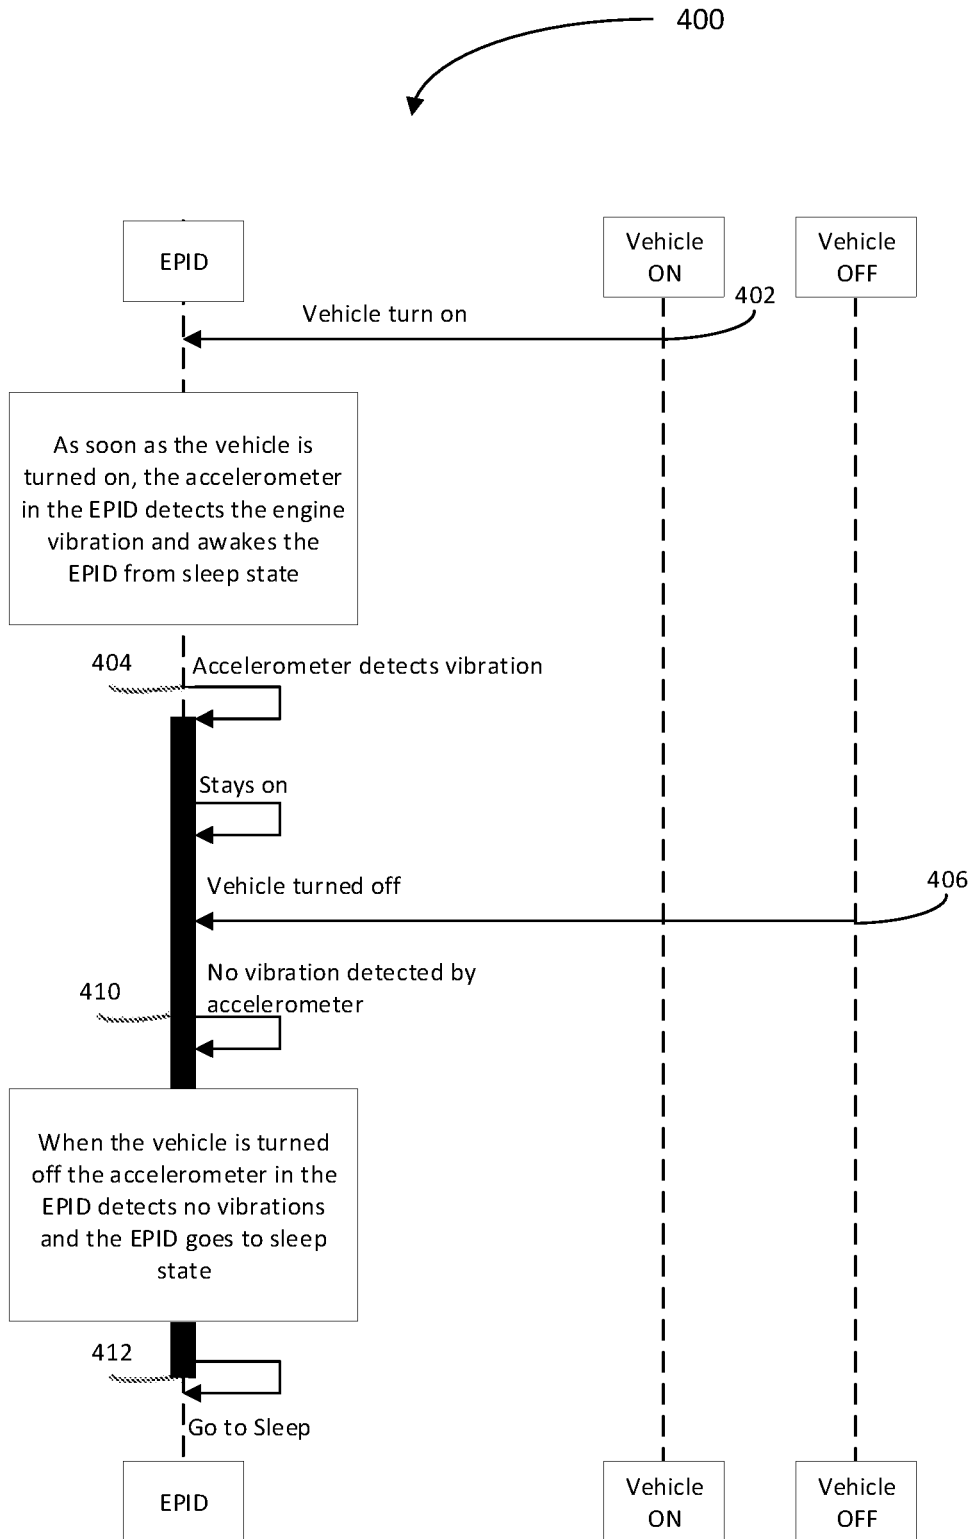 400
EPID
Vehicle
ON
Vehicle
OFF
402
Vehicle turn on
As soon as the vehicle is
turned on, the accelerometer
in the EPID detects the engine
vibration and awakes the
EPID from sleep state
404
Accelerometer detects vibration
Stays on
Vehicle turned off
406
No vibration detected by
accelerometer
410
When the vehicle is turned
off the accelerometer in the
EPID detects no vibrations
and the EPID goes to sleep
state
412
Go to Sleep
EPID
Vehicle
ON
Vehicle
OFF